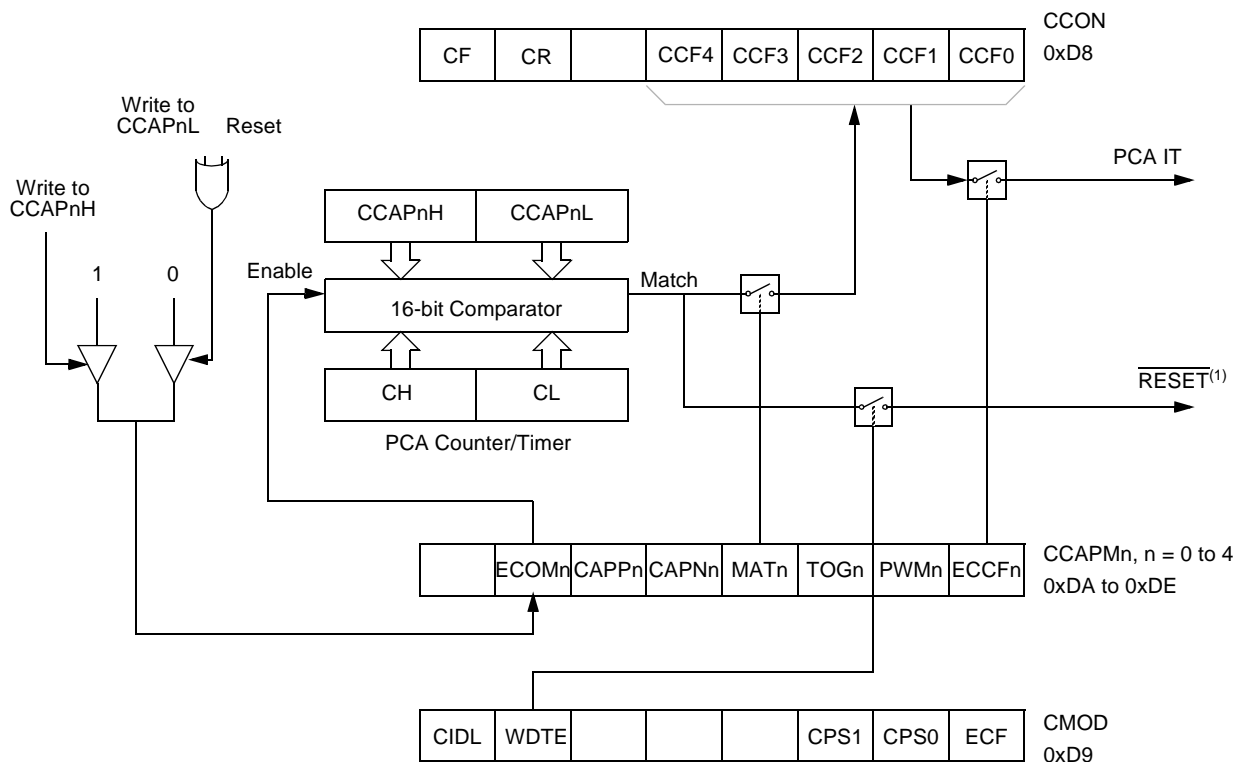 CCON
0xD8
CF CR CCF4 CCF3 CCF2 CCF1 CCF0
Write to
CCAPnL Reset
PCA IT
Write to
CCAPnH
CCAPnH CCAPnL
1 0
Enable
Match
16-bit Comparator
CH CL
RESET(1)
PCA Counter/Timer
ECOMn CAPPn CAPNn MATn TOGn PWMn ECCFn
CCAPMn, n = 0 to 4
0xDA to 0xDE
CIDL WDTE CPS1 CPS0 ECF
CMOD
0xD9